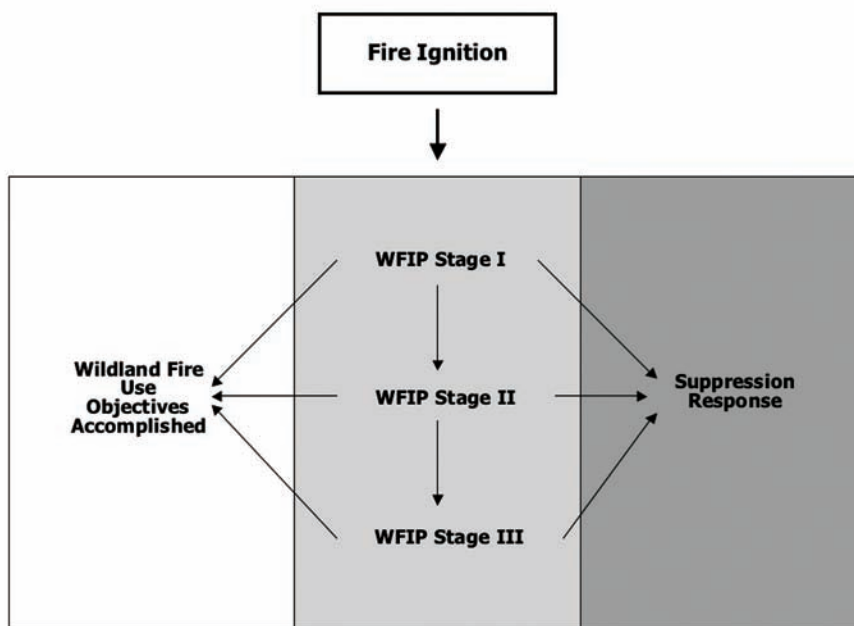 Fire Ignition
WFIP Stage I
Wildland Fire
Use
Objectives
Accomplished
WFIP Stage II
Suppression
Response
WFIP Stage III